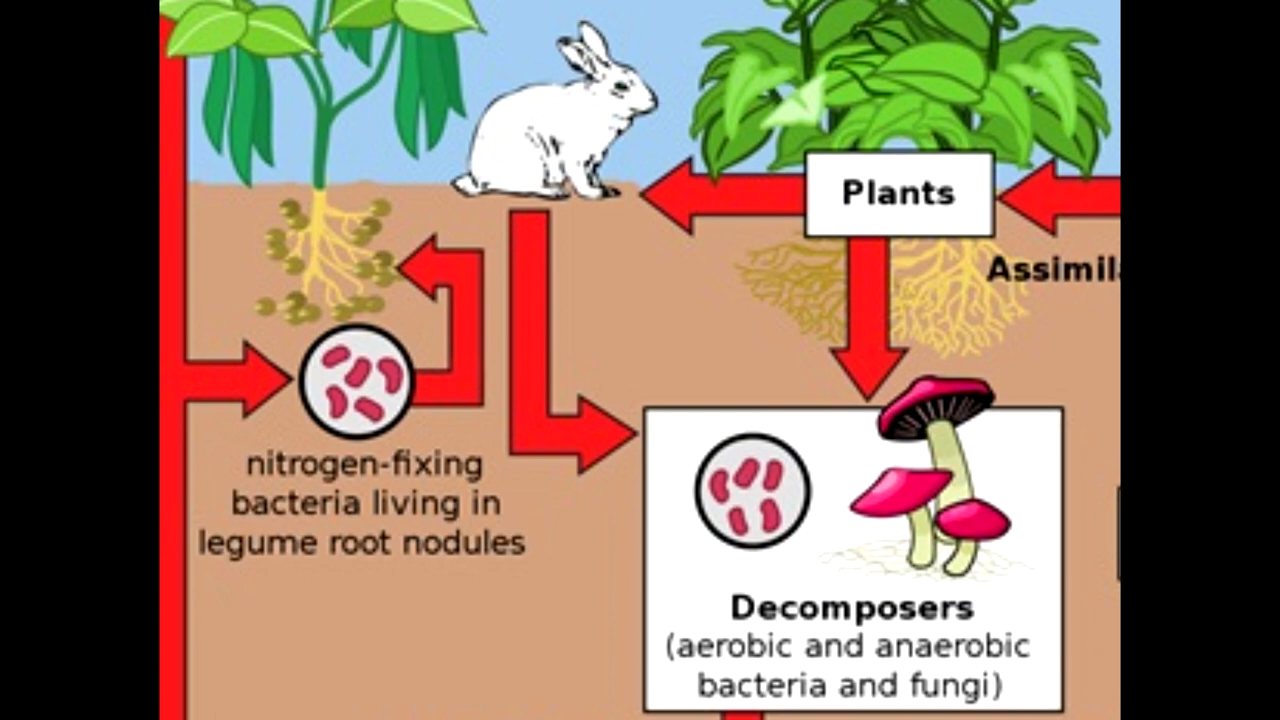 Plants
nitrogen-fixing
bacteria living in
legume root nodules
Decomposers
(aerobic and anaerobic
bacteria and fungi)